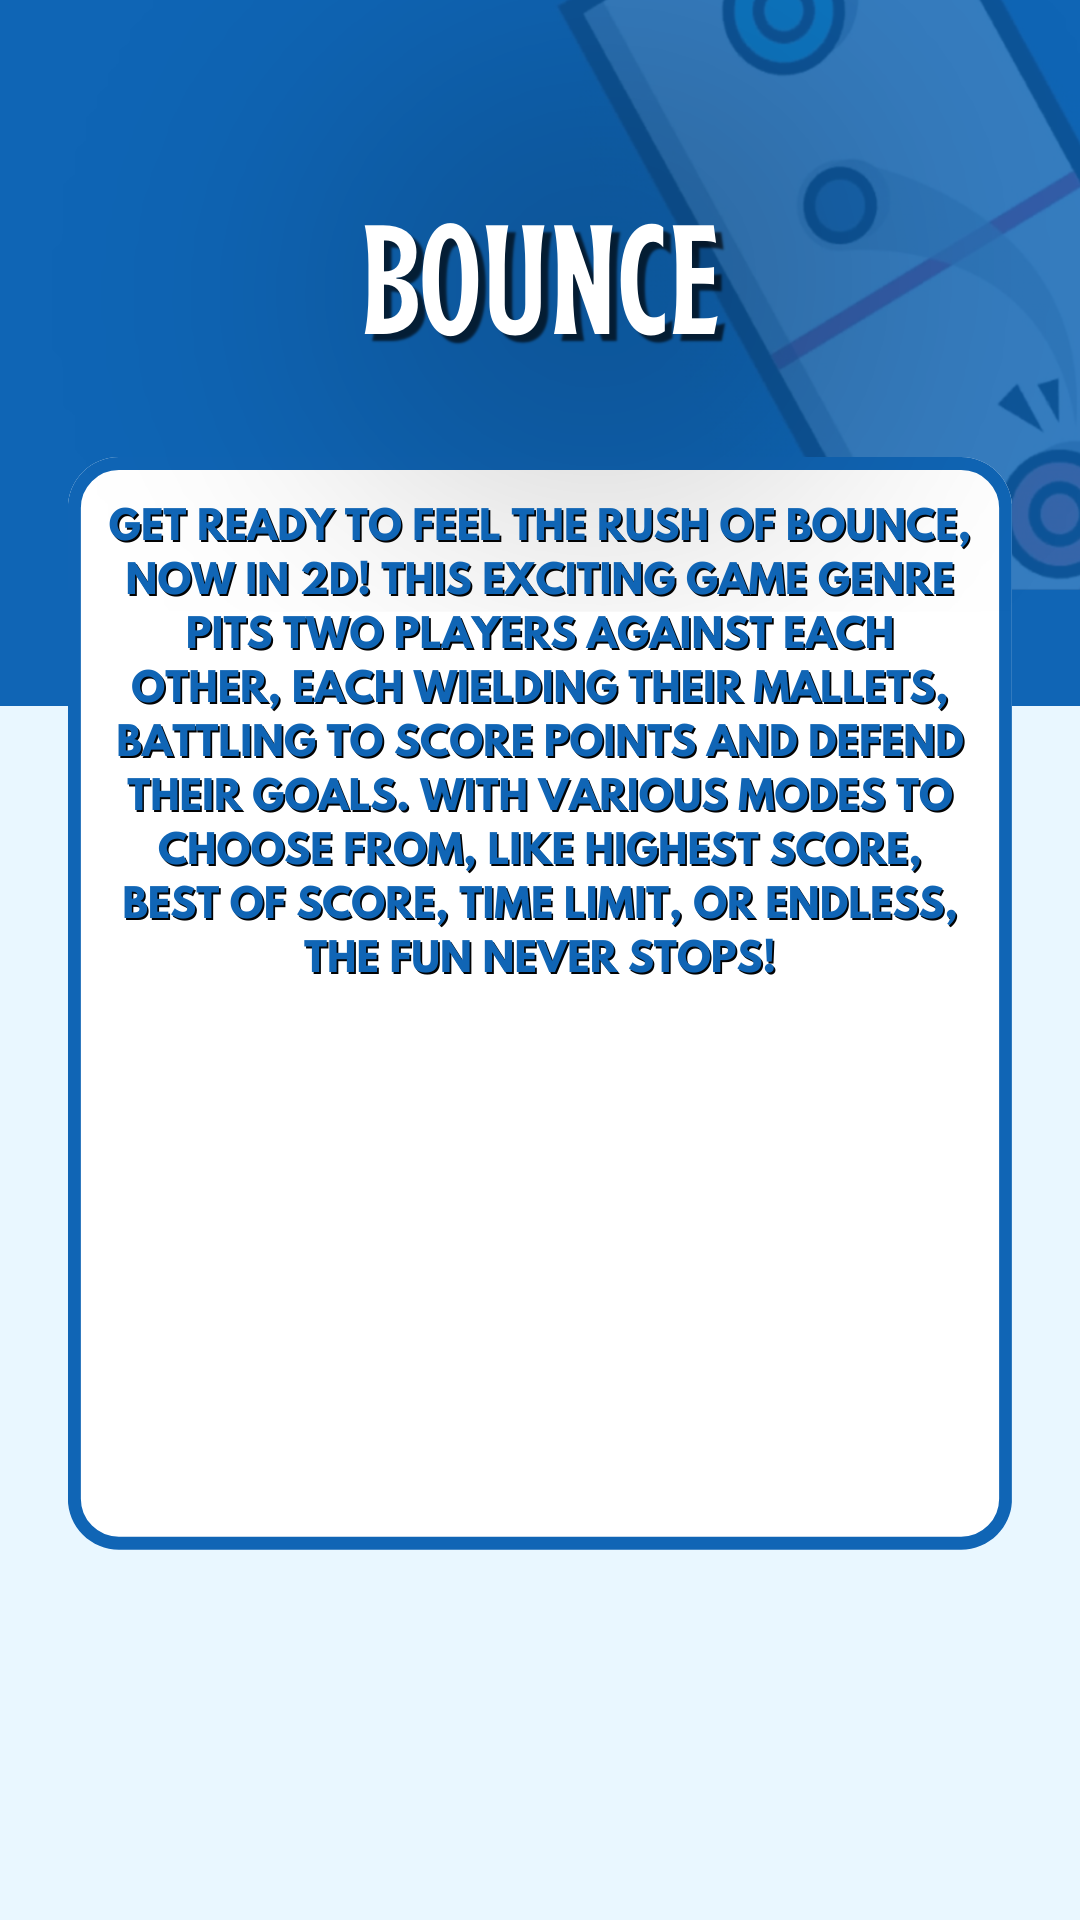 BOUNCE
GET READY TO FEEL THE RUSH OF BOUNCE,
NOW IN 2D! THIS EXCITING GAME GENRE
PITS TWO PLAYERS AGAINST EACH
OTHER, EACH WIELDING THEIR MALLETS,
BATTLING TO SCORE POINTS AND DEFEND
THEIR GOALS. WITH VARIOUS MODES TO
CHOOSE FROM, LIKE HIGHEST SCORE,
BEST OF SCORE, TIME LIMIT, OR ENDLESS,
THE FUN NEVER STOPS!